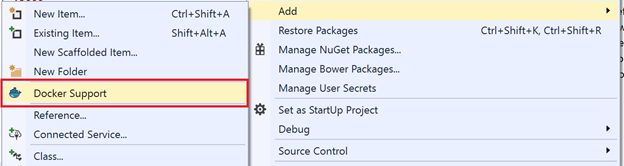 New Item... Ctrl+Shift+A
Existing Item... Shift+Alt+A
New Scaffolded Item...
New Folder
Docker Support
Reference...
Connected Service...
Class...
Add
Restore Packages Ctrl+Shift+K, Ctrl+Shift+R
Manage NuGet Packages...
Manage Bower Packages...
Manage User Secrets
Set as StartUp Project
Debug
Source Control